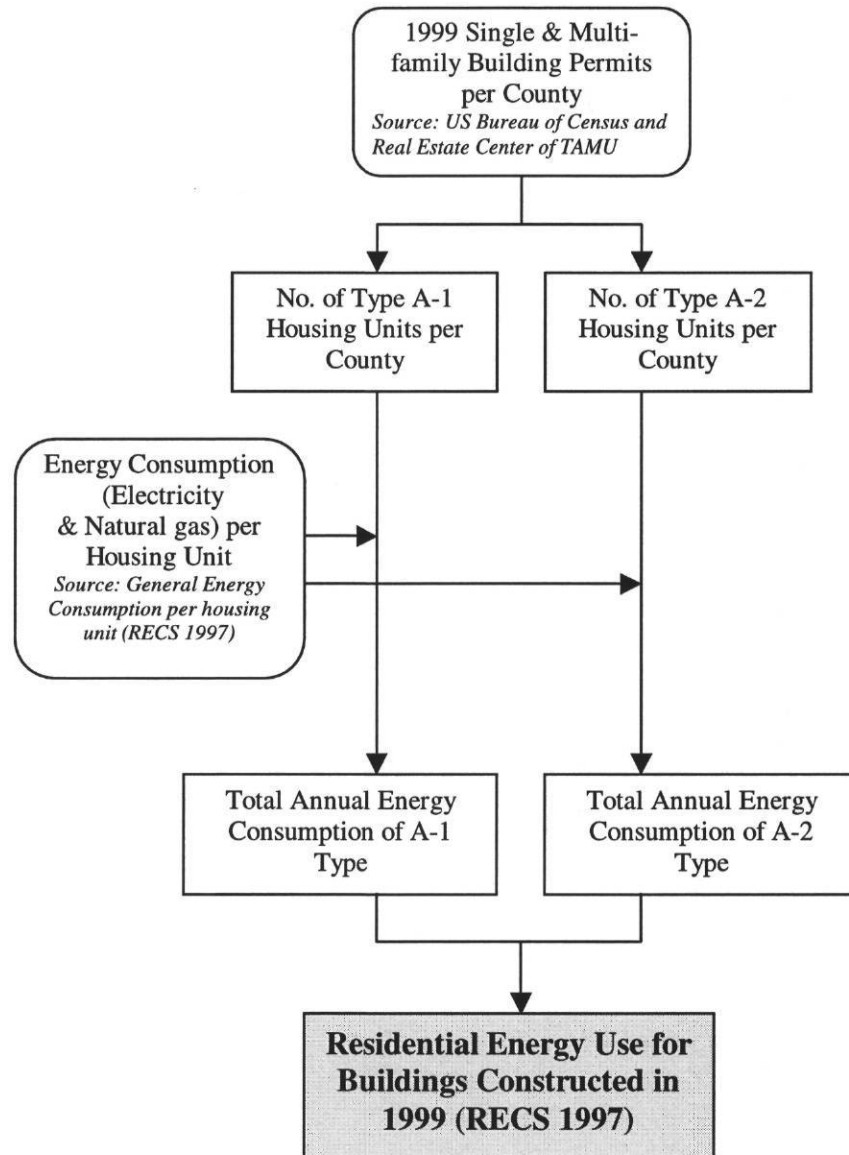 1999 Single & Multi-
family Building Permits
per County
Source: US Bureau of Census and
Real Estate Center of TAMU
No. of Type A-1
Housing Units per
County
No. of Type A-2
Housing Units per
County
Energy Consumption
(Electricity
& Natural gas) per
Housing Unit
Source: General Energy
Consumption per housing
unit (RECS 1997)
Total Annual Energy
Consumption of A-1
Type
Total Annual Energy
Consumption of A-2
Type
Residential Energy Use for
Buildings Constructed in
1999 (RECS 1997)